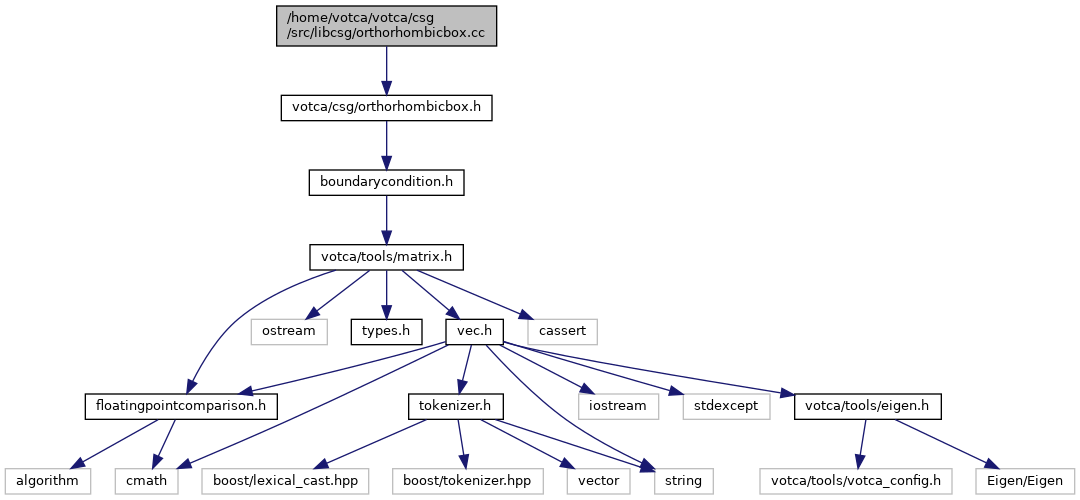 /home/votca/votca/csg
/src/libcsg/orthorhombicbox.cc
votca/csg/orthorhombicbox.h
boundarycondition.h
votca/tools/matrix.h
ostream
types.h
vec.h
cassert
floatingpointcomparison.h
tokenizer.h
iostream
stdexcept
votca/tools/eigen.h
algorithm
cmath
boost/lexical_cast.hpp
boost/tokenizer.hpp
vector
string
votca/tools/votca_config.h
Eigen/Eigen